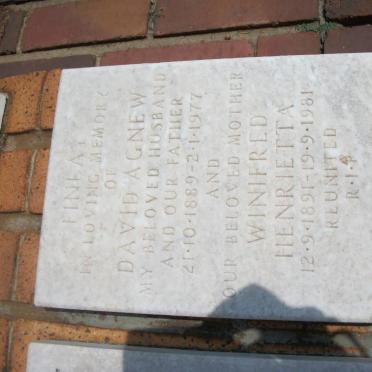 FINLAY
IN LOVING MEMORY
OF
DAVID AGNEW
MY BELOVED HUSBAND
AND OUR FATHER
21·10·1889-2·1·1977
AND
OUR BELOVED MOTHER
WINIFRED
HENRIETTA
12·9·1891-19·9·1981
REUNITED
R·I·P